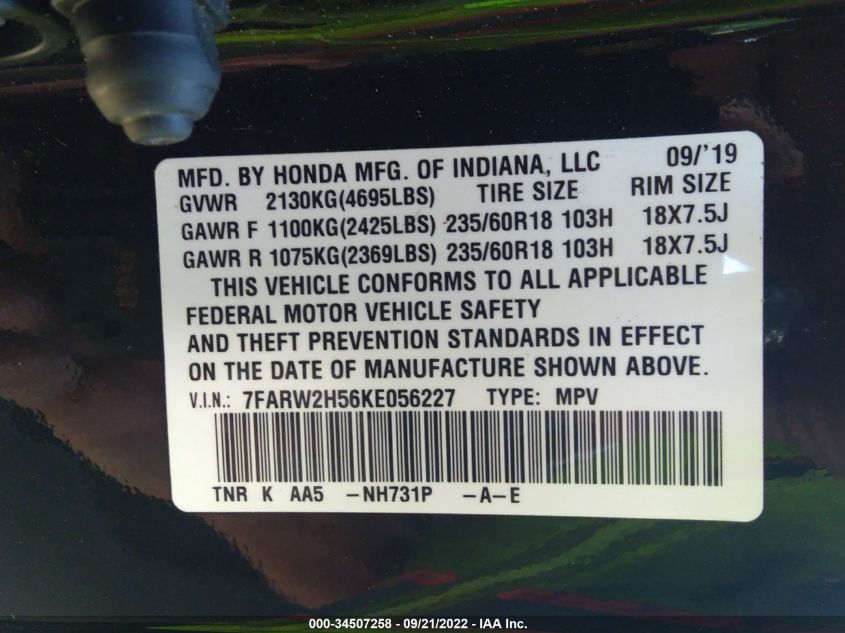 MFD. BY HONDA MFG. OF INDIANA, LLC 09/'19
GVWR 2130KG(4695LBS) TIRE SIZE RIM SIZE
GAWR F 1100KG(2425LBS) 235/60R18 103H 18X7.5J
GAWR R 1075KG(2369LBS) 235/60R18 103H 18X7.5J
THIS VEHICLE CONFORMS TO ALL APPLICABLE
FEDERAL MOTOR VEHICLE SAFETY
AND THEFT PREVENTION STANDARDS IN EFFECT
ON THE DATE OF MANUFACTURE SHOWN ABOVE.
V.I.N.: 7FARW2H56KE056227 TYPE: MPV
TNR K AA5 -NH731P -A-E
000-34507258 - 09/21/2022 - IAA Inc.